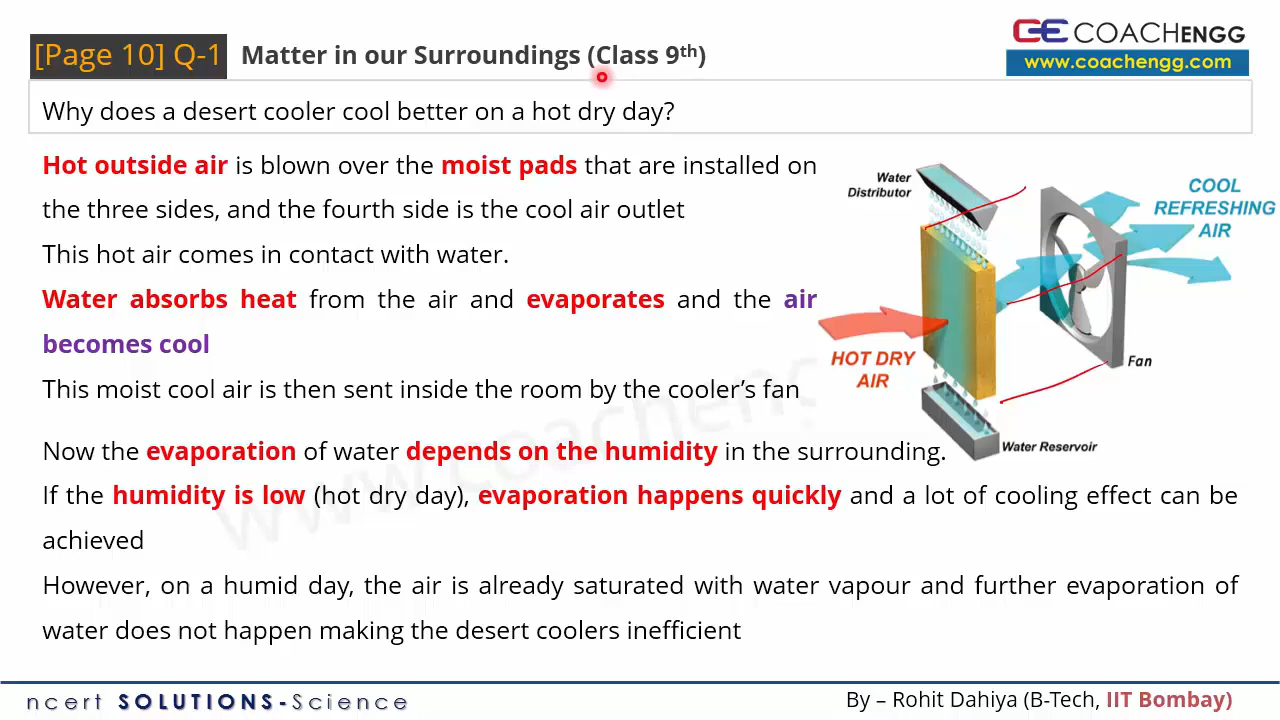 [Page 10] Q-1 Matter in our Surroundings (Class 9th)
GE COACHENGG
www.coachengg.com
Why does a desert cooler cool better on a hot dry day?
Hot outside air is blown over the moist pads that are installed on
the three sides, and the fourth side is the cool air outlet
This hot air comes in contact with water.
Water absorbs heat from the air and evaporates and the air
becomes cool
This moist cool air is then sent inside the room by the cooler’s fan
Water
Distributor
COOL
REFRESHING
AIR
HOT DRY
AIR
Fan
Water Reservoir
Now the evaporation of water depends on the humidity in the surrounding.
If the humidity is low (hot dry day), evaporation happens quickly and a lot of cooling effect can be
achieved
However, on a humid day, the air is already saturated with water vapour and further evaporation of
water does not happen making the desert coolers inefficient
www.coacheng
ncert SOLUTIONS-Science
By – Rohit Dahiya (B-Tech, IIT Bombay)